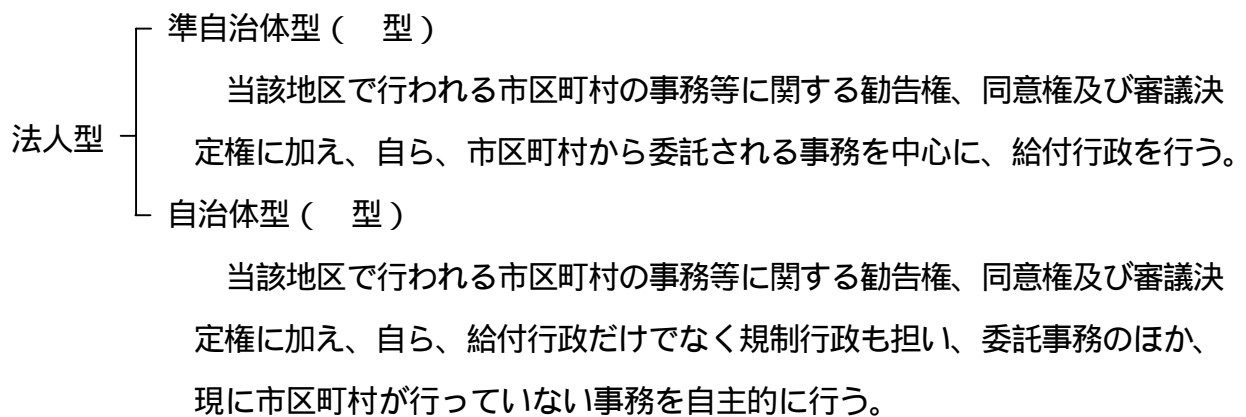 準自治体型(　型)
当該地区で行われる市区町村の事務等に関する勧告権、同意権及び審議決
法人型
定権に加え、自ら、市区町村から委託される事務を中心に、給付行政を行う。
自治体型(　型)
当該地区で行われる市区町村の事務等に関する勧告権、同意権及び審議決
定権に加え、自ら、給付行政だけでなく規制行政も担い、委託事務のほか、
現に市区町村が行っていない事務を自主的に行う。